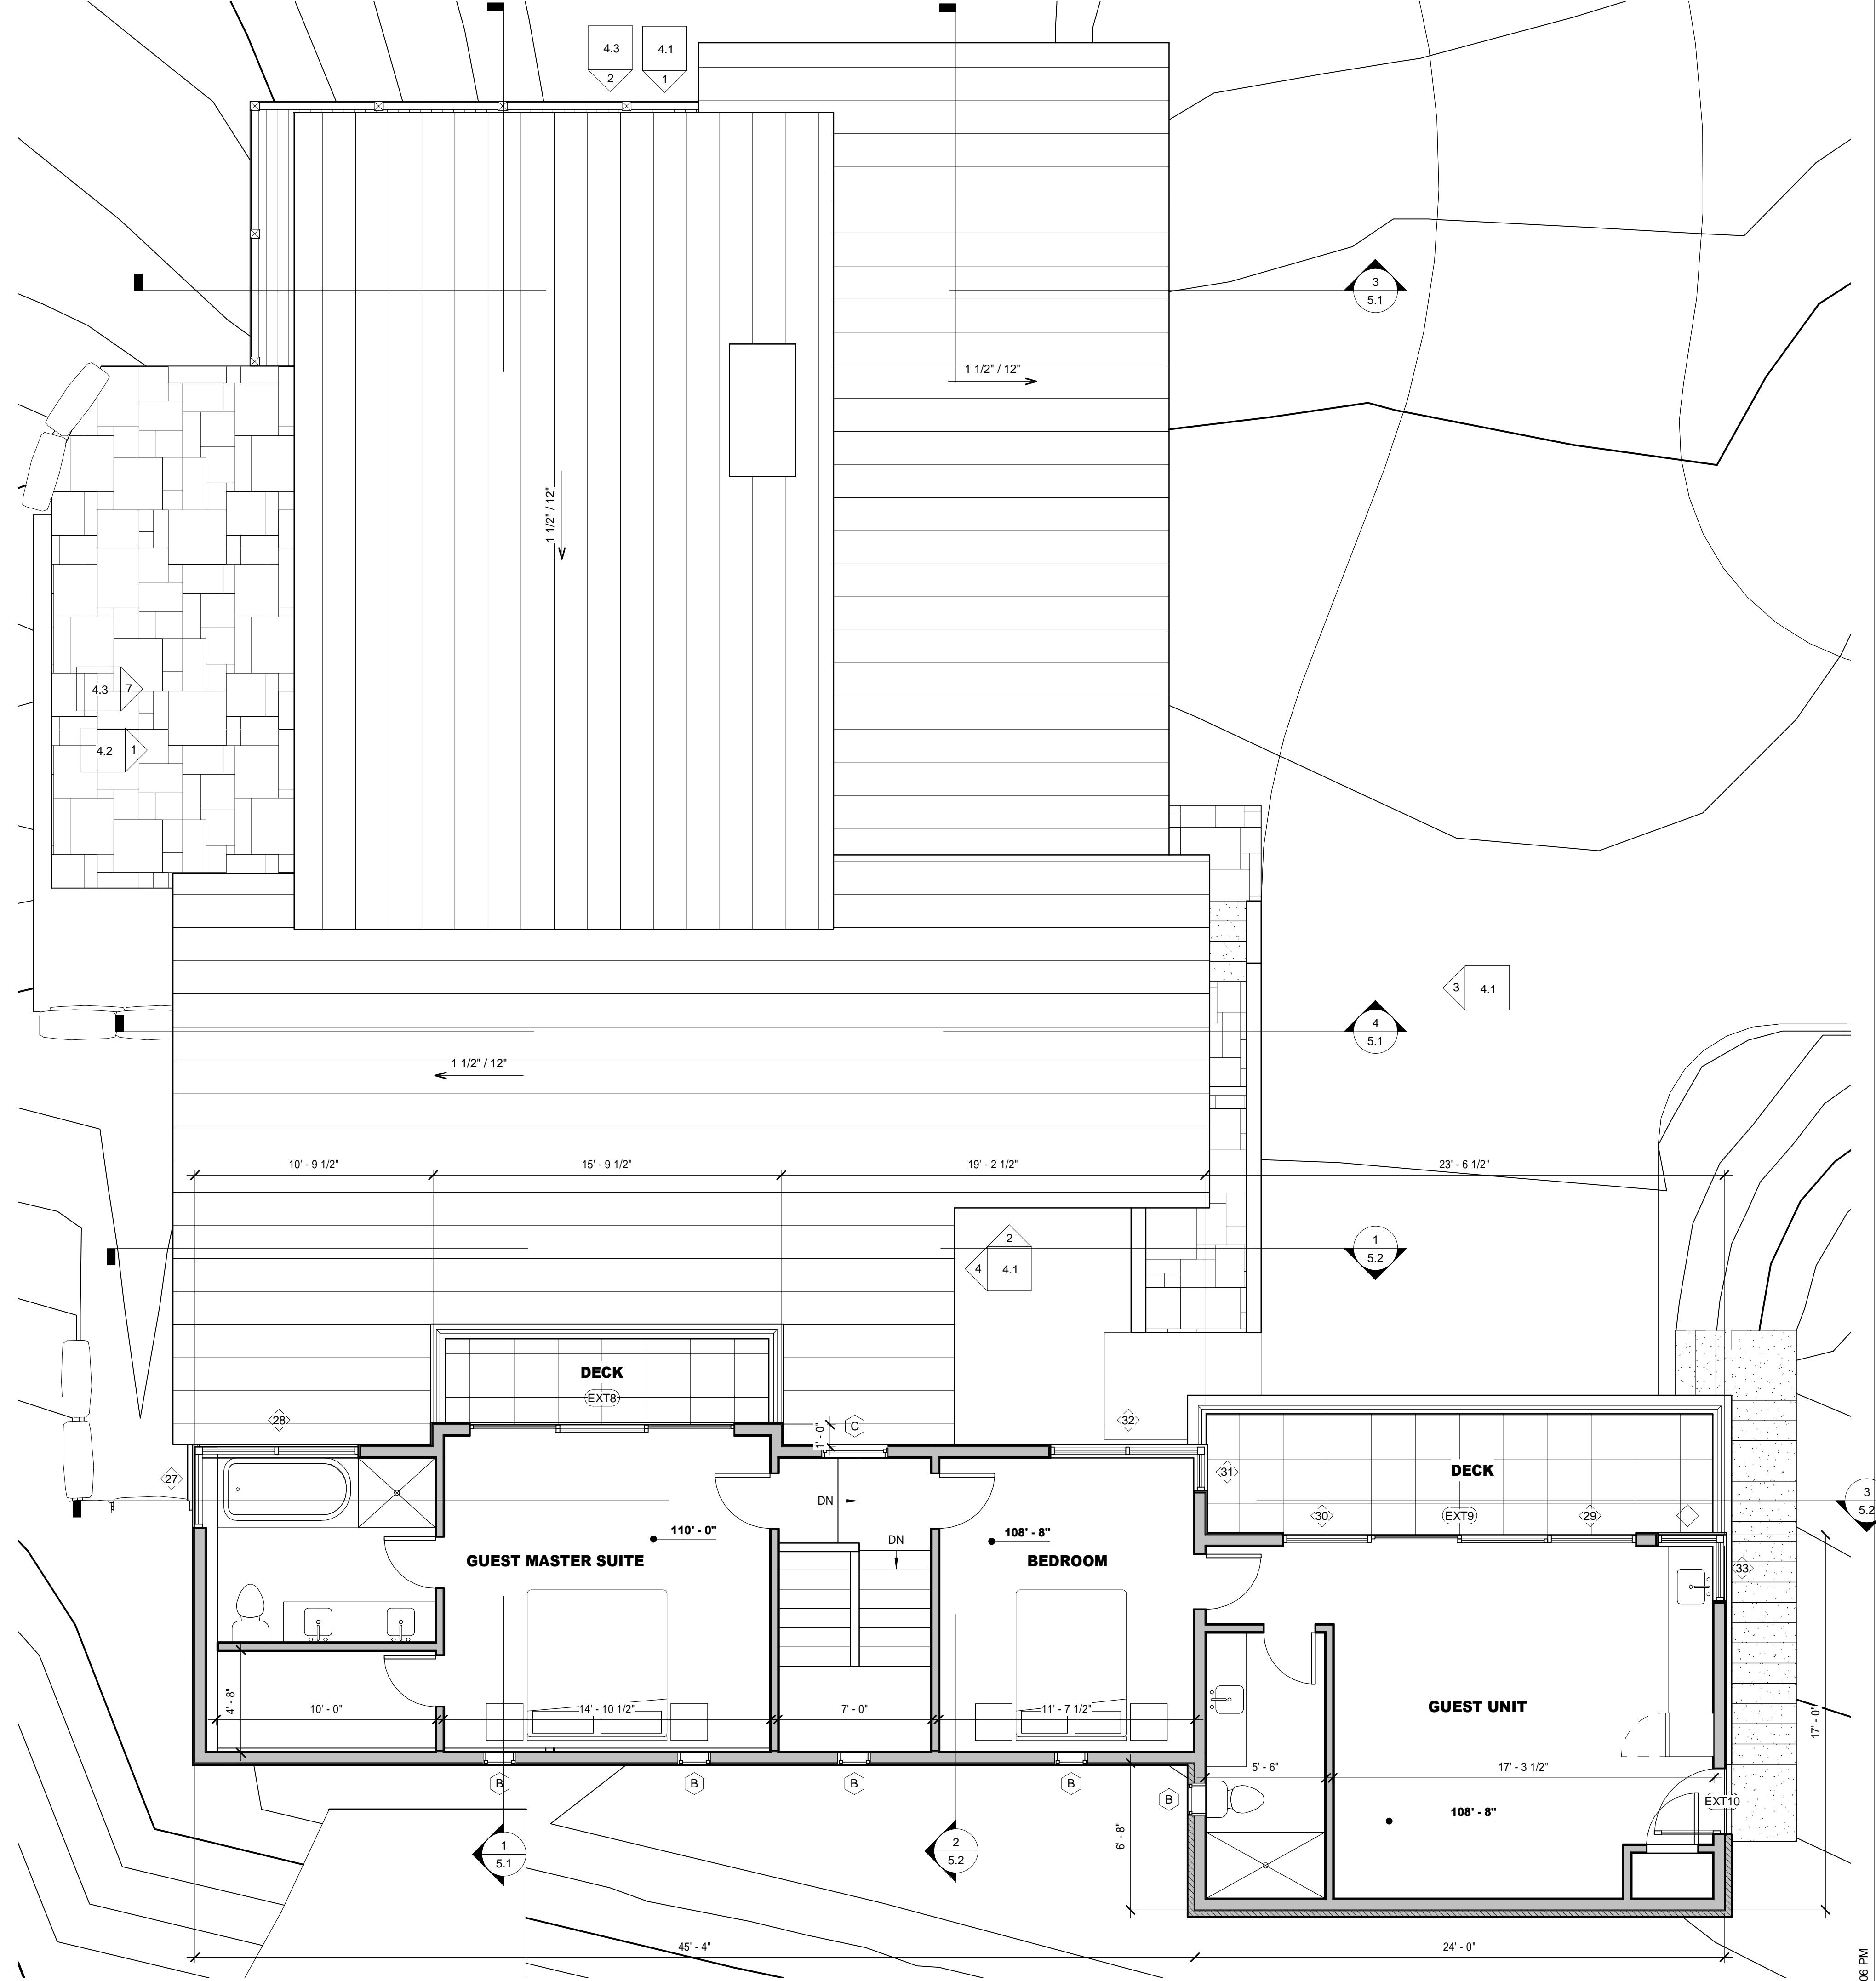 4.3
4.1
2
1
3
5.1
1 1/2" / 12"
1 1/2" / 12"
4.3
7
4.2
1
3
4.1
4
5.1
1 1/2" / 12"
10' - 9 1/2"
15' - 9 1/2"
19' - 2 1/2"
23' - 6 1/2"
2
4
4.1
1
5.2
DECK
EXT8
28
1' - 0"
C
32
27
31
DECK
DN
30
EXT9
29
3
5.2
110' - 0"
108' - 8"
DN
GUEST MASTER SUITE
BEDROOM
33
4' - 8"
10' - 0"
14' - 10 1/2"
7' - 0"
11' - 7 1/2"
GUEST UNIT
17' - 0"
5' - 6"
17' - 3 1/2"
B
B
B
B
B
EXT10
108' - 8"
6' - 8"
1
5.1
2
5.2
45' - 4"
24' - 0"
06 PM